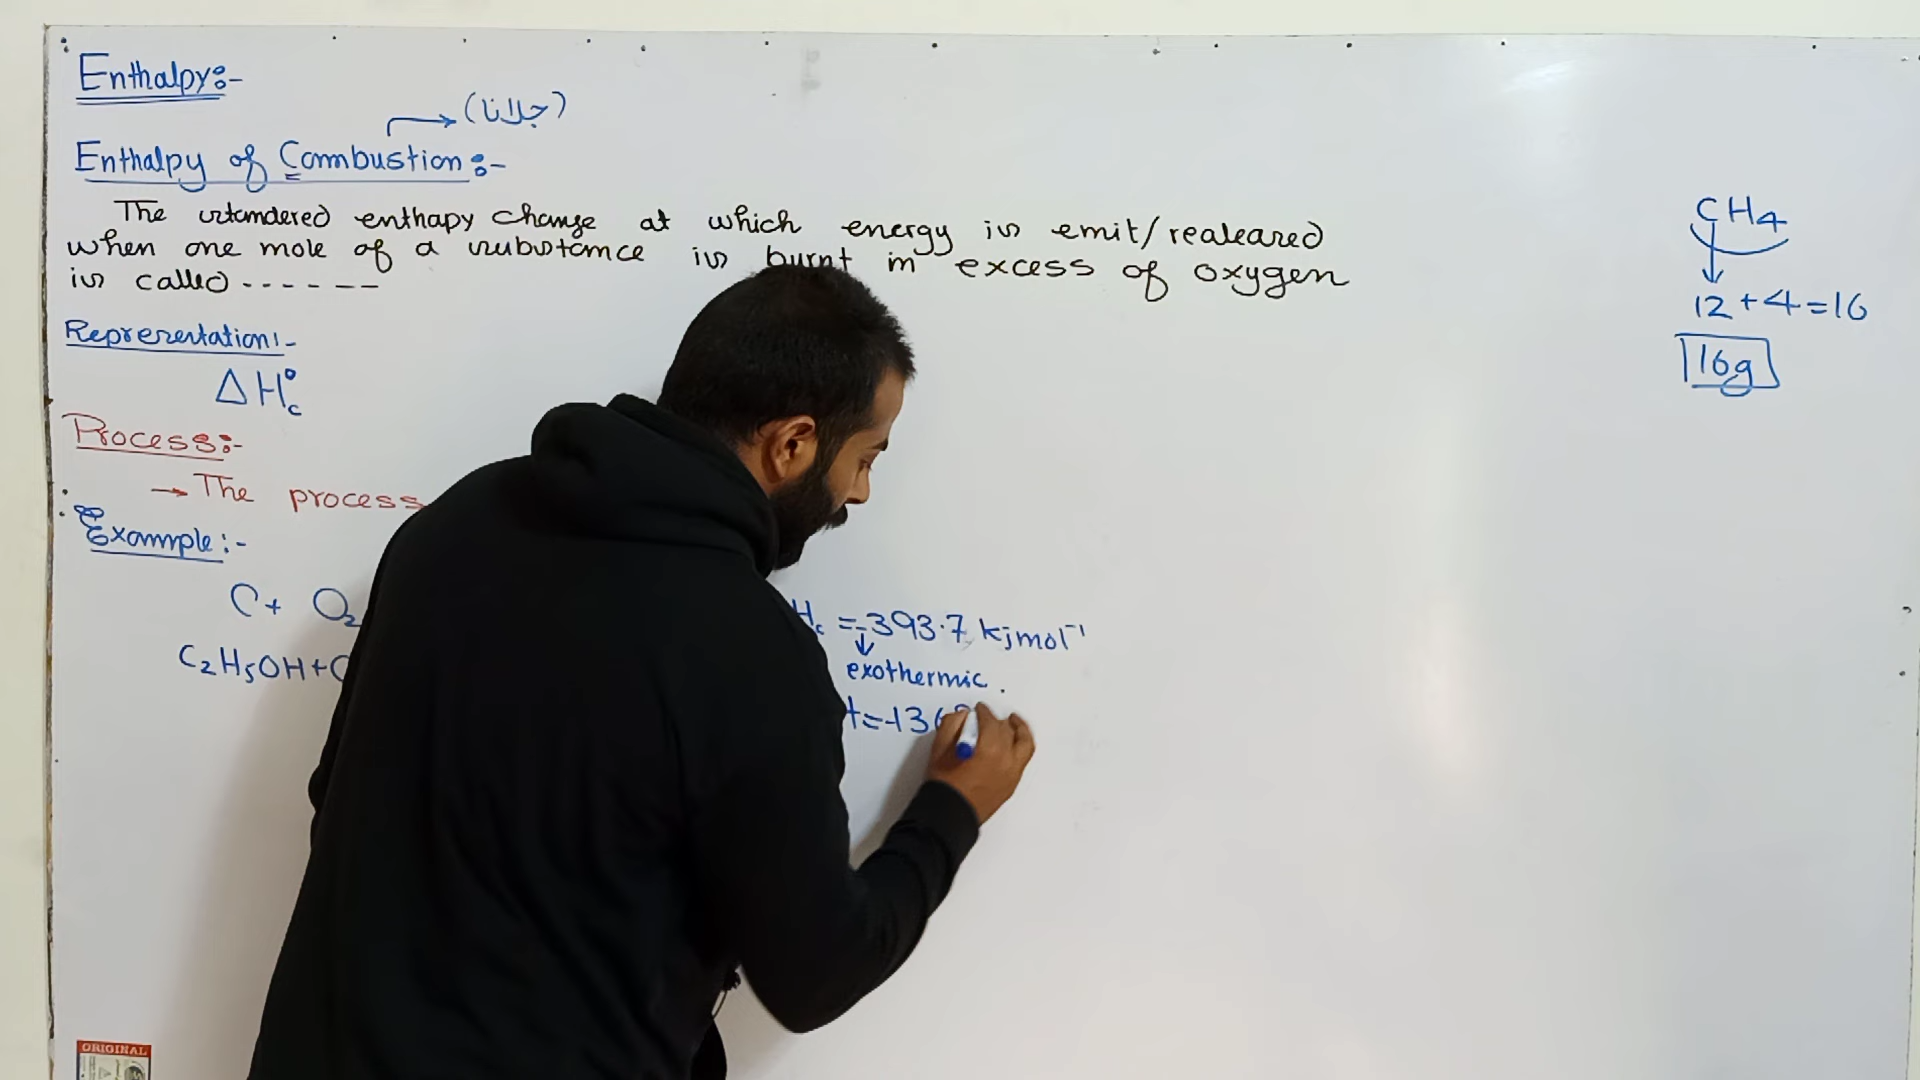 Enthalpy:-
(جلانا)
Enthalpy of Combustion:-
The standered enthapy change at which energy is emit/realeased
when one mole of a substance is burnt in excess of oxygen
is called ------
Representation:-
ΔH°c
Process:-
→ The process
Example:-
C + O2
Hc = -393.7 kjmol⁻¹
C2H5OH +
exothermic.
= -136
CH4
12 + 4 = 16
16g
ORIGINAL